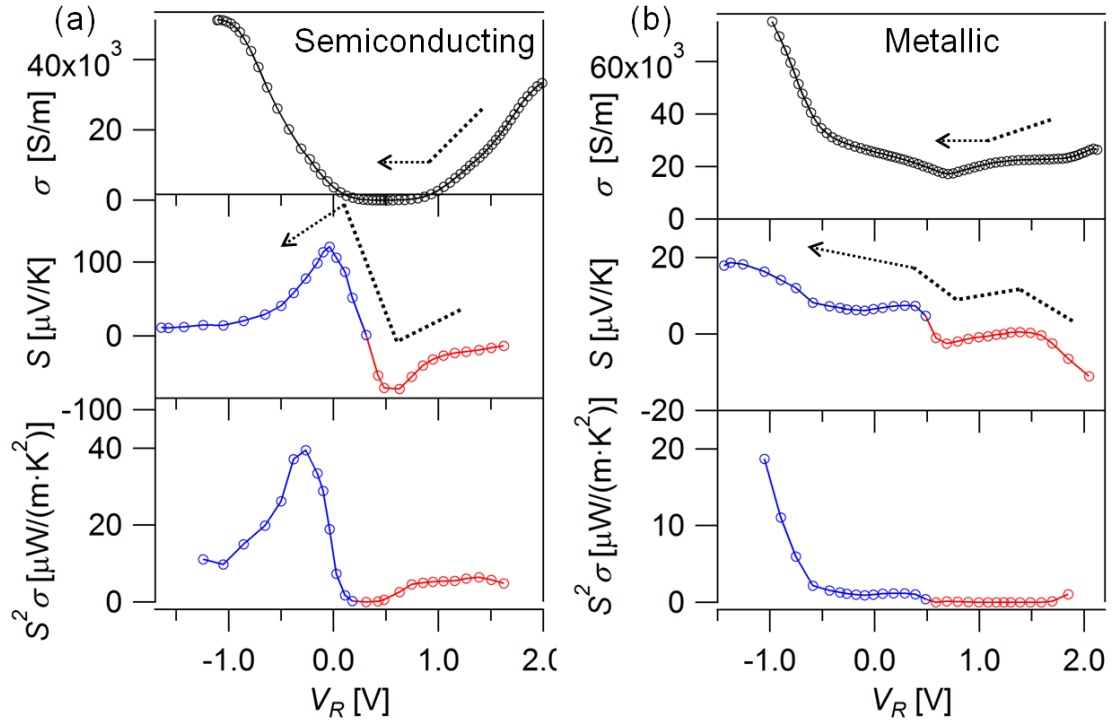 (a)
Semiconducting
40x10³
20
0
σ [S/m]
100
0
-100
S [μV/K]
40
20
0
S² σ [μW/(m·K²)]
-1.0 0.0 1.0 2.0
V_R [V]
(b)
Metallic
60x10³
40
20
0
σ [S/m]
20
0
-20
S [μV/K]
20
10
0
S² σ [μW/(m·K²)]
-1.0 0.0 1.0 2.0
V_R [V]